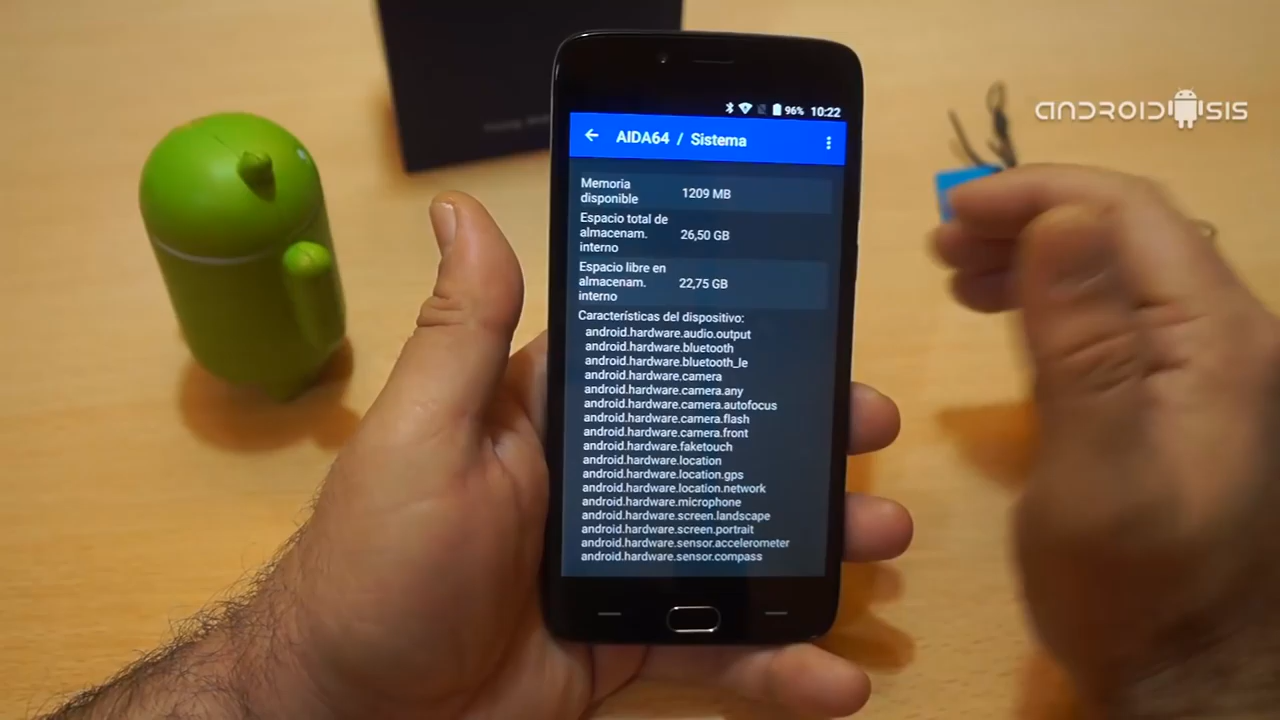 ANDROIDSIS
96% 10:22
AIDA64 / Sistema
Memoria
disponible
1209 MB
Espacio total de
almacenam.
interno
26,50 GB
Espacio libre en
almacenam.
interno
22,75 GB
Características del dispositivo:
android.hardware.audio.output
android.hardware.bluetooth
android.hardware.bluetooth_le
android.hardware.camera
android.hardware.camera.any
android.hardware.camera.autofocus
android.hardware.camera.flash
android.hardware.camera.front
android.hardware.faketouch
android.hardware.location
android.hardware.location.gps
android.hardware.location.network
android.hardware.microphone
android.hardware.screen.landscape
android.hardware.screen.portrait
android.hardware.sensor.accelerometer
android.hardware.sensor.compass